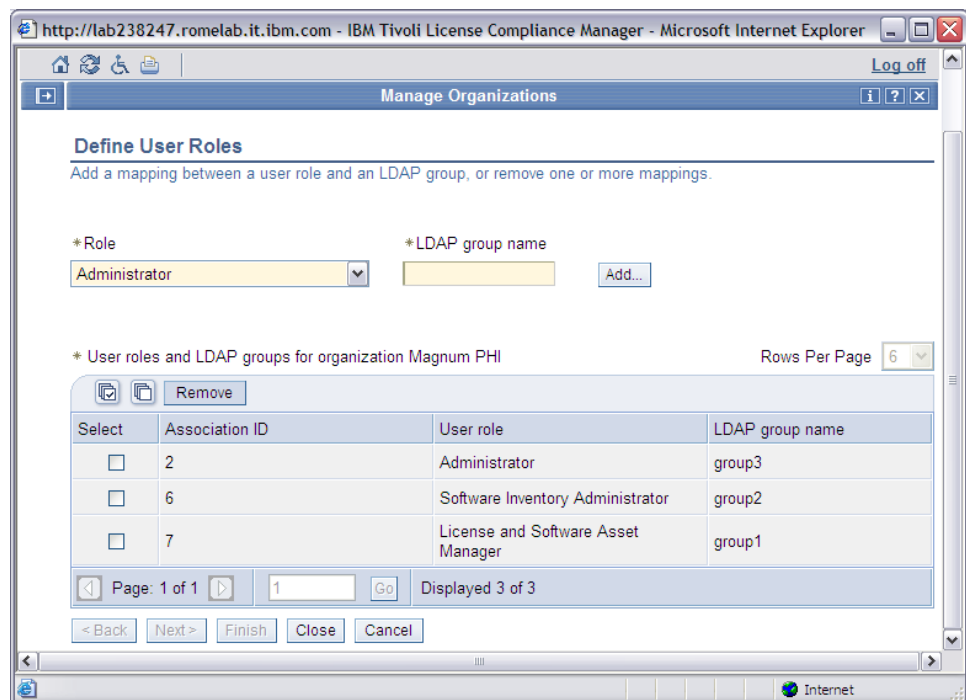 http://lab238247.romelab.it.ibm.com - IBM Tivoli License Compliance Manager - Microsoft Internet Explorer
Log off
Manage Organizations
i ? X
Define User Roles
Add a mapping between a user role and an LDAP group, or remove one or more mappings.
*Role *LDAP group name
Administrator Add...
* User roles and LDAP groups for organization Magnum PHI Rows Per Page 6
Remove
Select Association ID User role LDAP group name
2 Administrator group3
6 Software Inventory Administrator group2
7 License and Software Asset Manager group1
Page: 1 of 1 1 Go Displayed 3 of 3
< Back Next > Finish Close Cancel
Internet